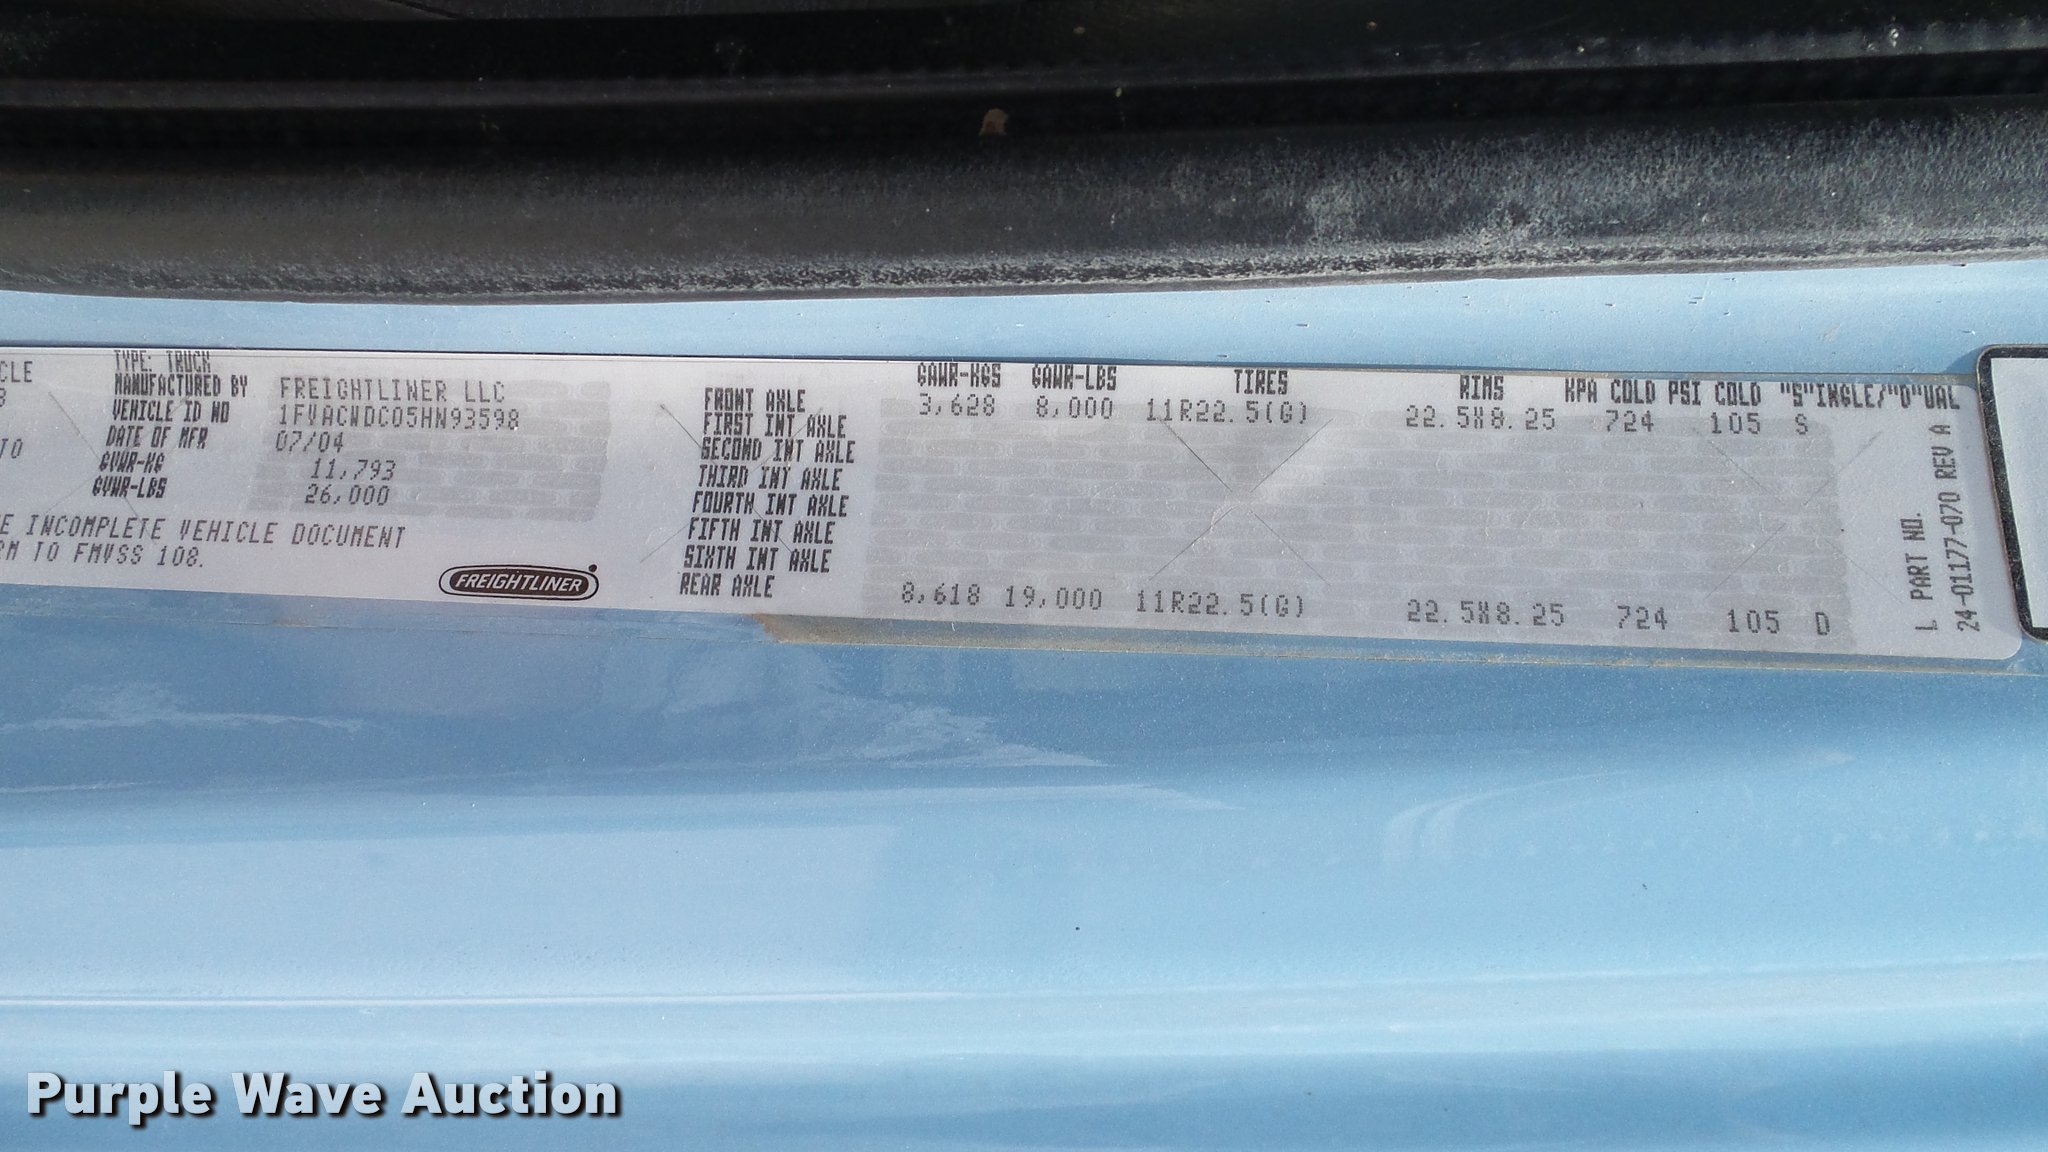 CLE
TYPE: TRUCK
MANUFACTURED BY FREIGHTLINER LLC
VEHICLE ID NO 1FVACWDC05HN93598
DATE OF MFR 07/04
GVWR-KG 11,793
GVWR-LBS 26,000
TO
E INCOMPLETE VEHICLE DOCUMENT
RM TO FMVSS 108.
FREIGHTLINER
GAWR-KGS GAWR-LBS TIRES RIMS KPA COLD PSI COLD "S"INGLE/"D"UAL
FRONT AXLE 3,628 8,000 11R22.5(G) 22.5X8.25 724 105 S
FIRST INT AXLE
SECOND INT AXLE
THIRD INT AXLE
FOURTH INT AXLE
FIFTH INT AXLE
SIXTH INT AXLE
REAR AXLE 8,618 19,000 11R22.5(G) 22.5X8.25 724 105 D
L PART NO.
24-01177-070 REV A
Purple Wave Auction